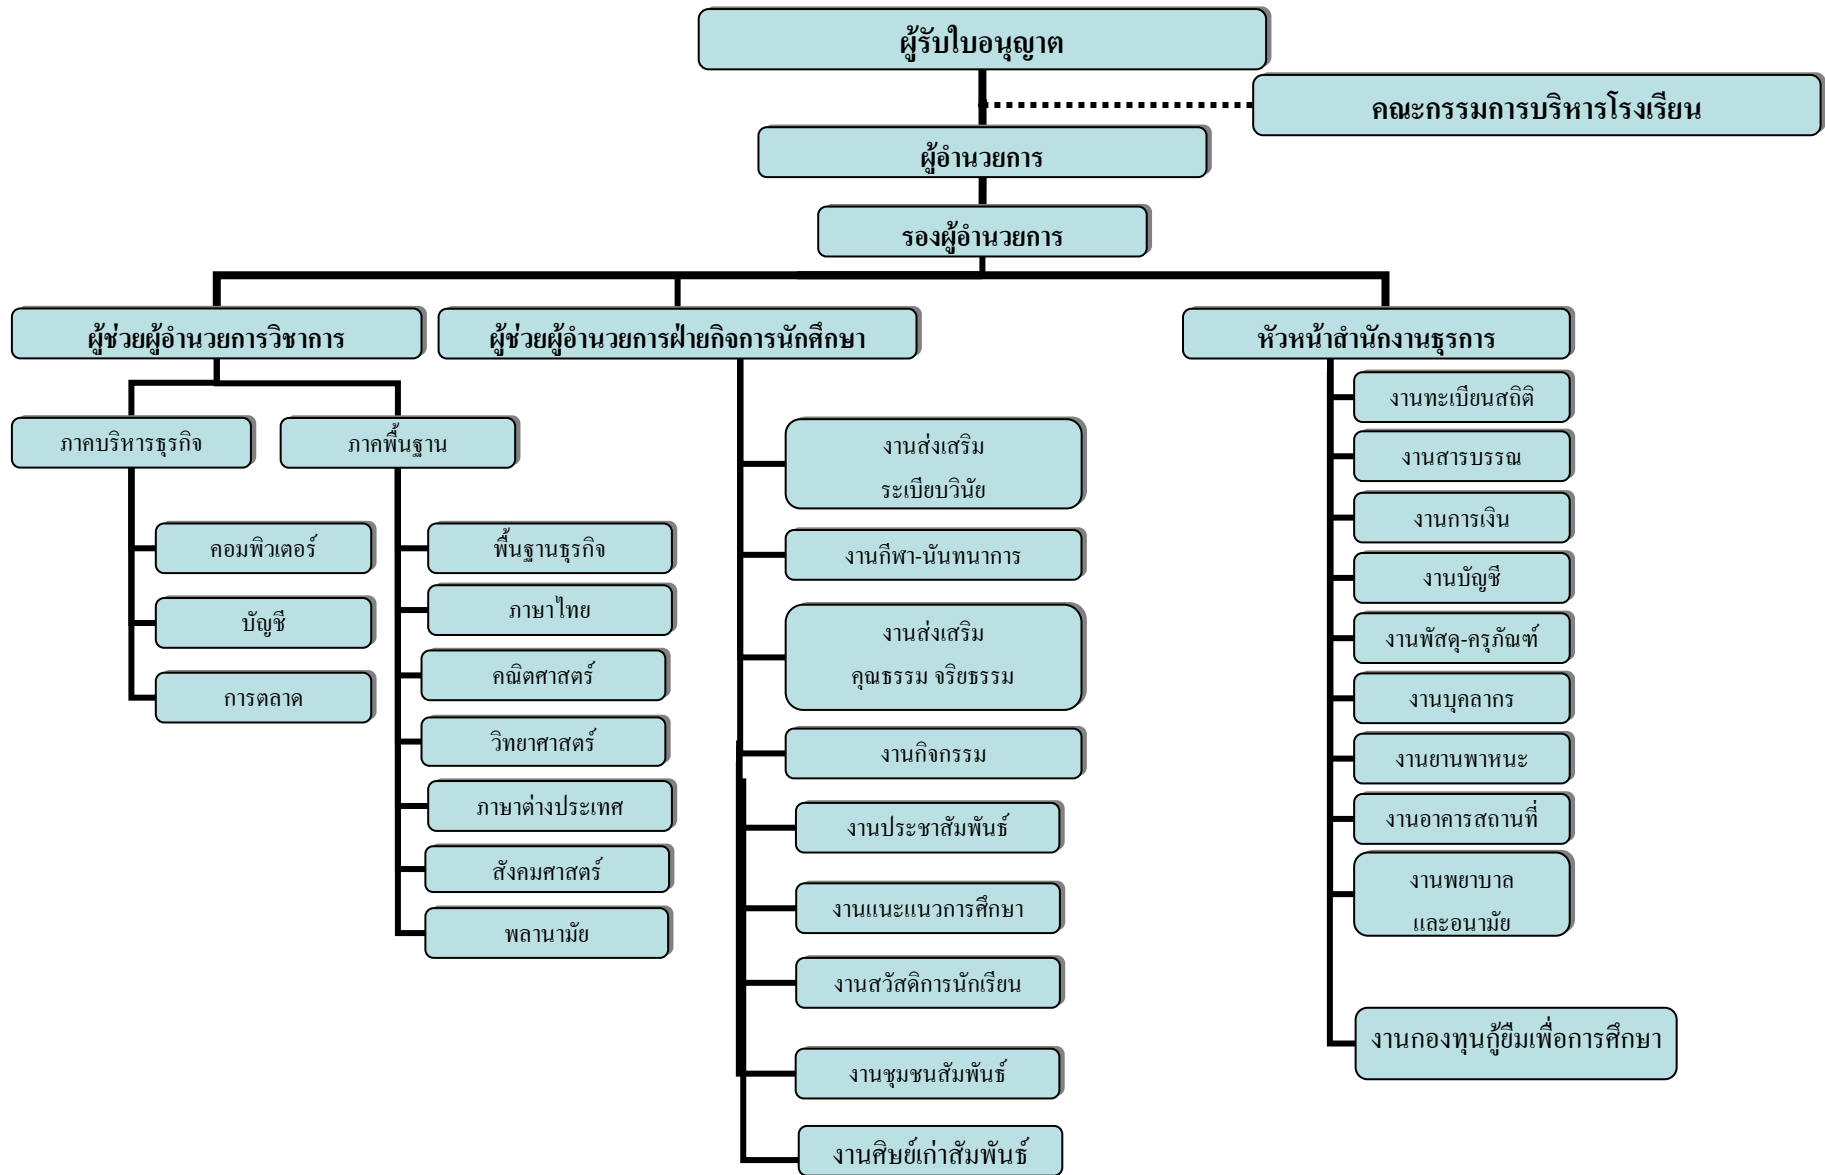 ผู้รับใบอนุญาต
คณะกรรมการบริหารโรงเรียน
ผู้อำนวยการ
รองผู้อำนวยการ
ผู้ช่วยผู้อำนวยการวิชาการ
ผู้ช่วยผู้อำนวยการฝ่ายกิจการนักศึกษา
หัวหน้าสำนักงานธุรการ
ภาคบริหารธุรกิจ
ภาคพื้นฐาน
คอมพิวเตอร์
บัญชี
การตลาด
พื้นฐานธุรกิจ
ภาษาไทย
คณิตศาสตร์
วิทยาศาสตร์
ภาษาต่างประเทศ
สังคมศาสตร์
พลานามัย
งานส่งเสริม
ระเบียบวินัย
งานกีฬา-นันทนาการ
งานส่งเสริม
คุณธรรม จริยธรรม
งานกิจกรรม
งานประชาสัมพันธ์
งานแนะแนวการศึกษา
งานสวัสดิการนักเรียน
งานชุมชนสัมพันธ์
งานศิษย์เก่าสัมพันธ์
งานทะเบียนสถิติ
งานสารบรรณ
งานการเงิน
งานบัญชี
งานพัสดุ-ครุภัณฑ์
งานบุคลากร
งานยานพาหนะ
งานอาคารสถานที่
งานพยาบาล
และอนามัย
งานกองทุนกู้ยืมเพื่อการศึกษา